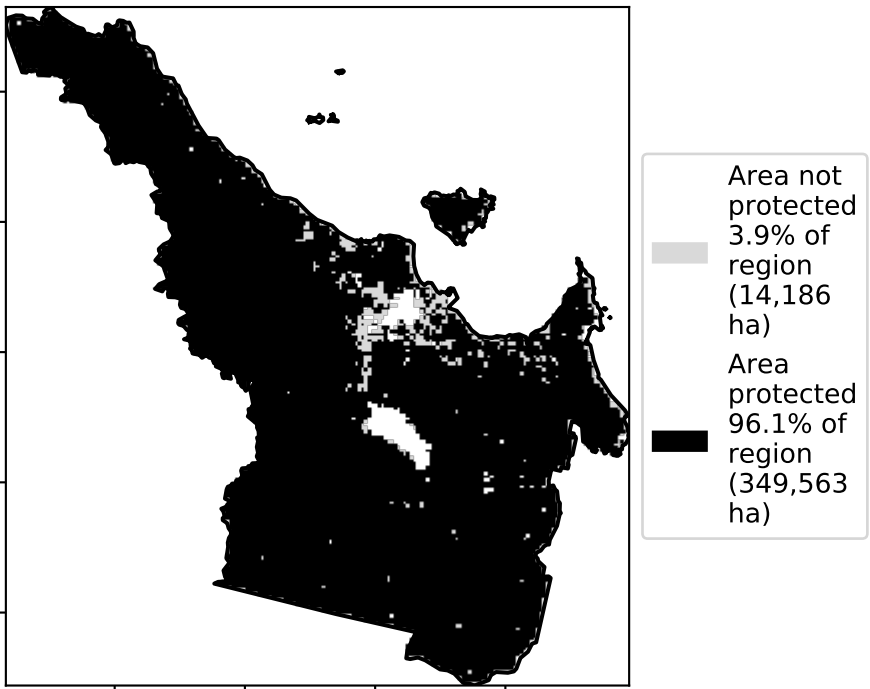 Area not
protected
3.9% of
region
(14,186
ha)
Area
protected
96.1% of
region
(349,563
ha)